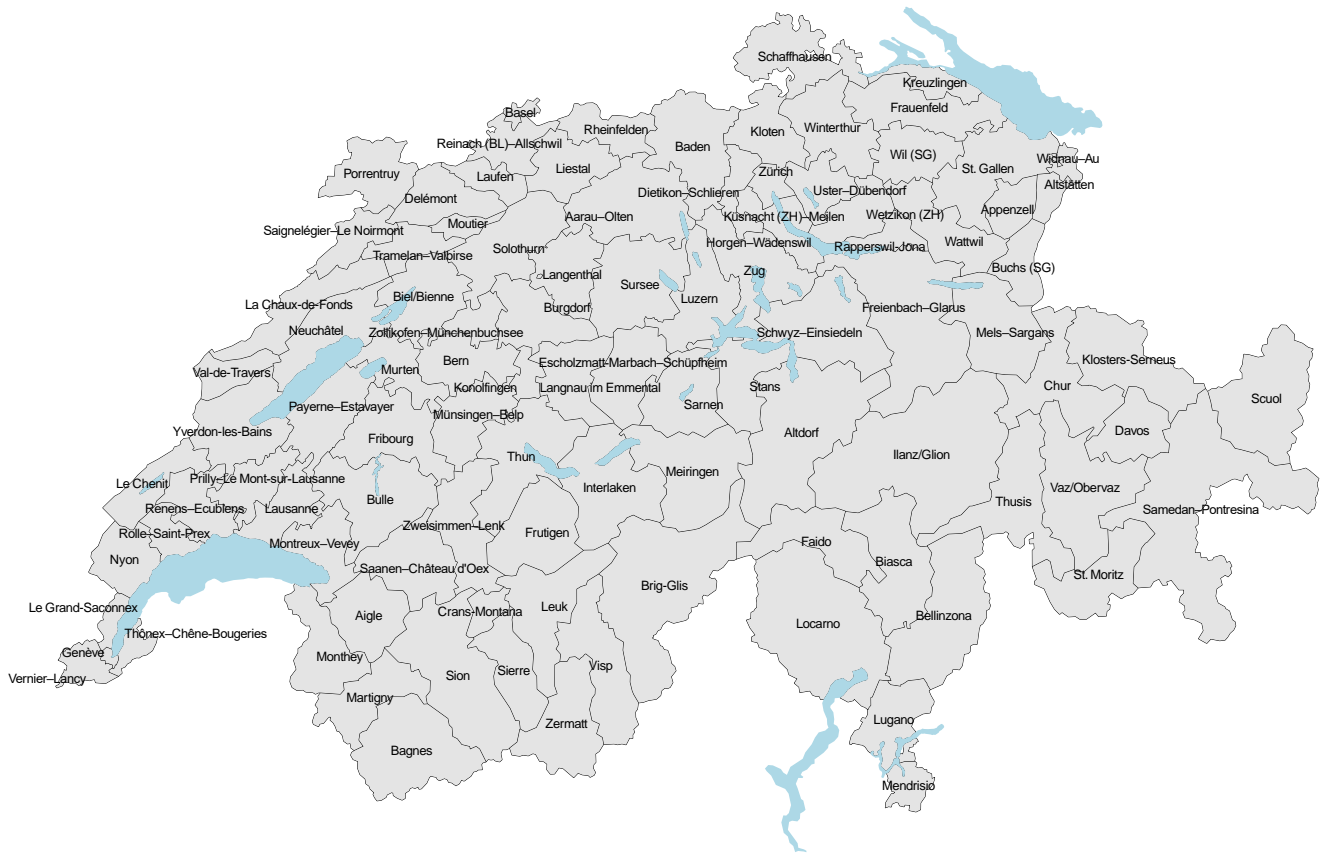 Schaffhausen
Kreuzlingen
Frauenfeld
Basel
Rheinfelden
Kloten
Winterthur
Reinach (BL)–Allschwil
Baden
Wil (SG)
Widnau–Au
Porrentruy
Laufen
Liestal
Zürich
St. Gallen
Altstätten
Delémont
Dietikon–Schlieren
Uster–Dübendorf
Moutier
Aarau–Olten
Küsnacht (ZH)–Meilen
Wetzikon (ZH)
Appenzell
Saignelégier–Le Noirmont
Solothurn
Horgen–Wädenswil
Rapperswil-Jona
Wattwil
Tramelan–Valbirse
Langenthal
Zug
Buchs (SG)
La Chaux-de-Fonds
Biel/Bienne
Burgdorf
Sursee
Luzern
Freienbach–Glarus
Neuchâtel
Zollikofen–Münchenbuchsee
Schwyz–Einsiedeln
Mels–Sargans
Val-de-Travers
Murten
Bern
Escholzmatt-Marbach–Schüpfheim
Klosters-Serneus
Konolfingen
Langnau im Emmental
Stans
Chur
Scuol
Payerne–Estavayer
Münsingen–Belp
Sarnen
Yverdon-les-Bains
Fribourg
Altdorf
Davos
Thun
Ilanz/Glion
Le Chenit
Prilly–Le Mont-sur-Lausanne
Bulle
Interlaken
Meiringen
Vaz/Obervaz
Renens–Ecublens
Lausanne
Thusis
Samedan–Pontresina
Rolle–Saint-Prex
Montreux–Vevey
Zweisimmen–Lenk
Frutigen
Faido
Nyon
Saanen–Château d'Oex
Biasca
St. Moritz
Le Grand-Saconnex
Aigle
Crans-Montana
Leuk
Brig-Glis
Bellinzona
Thônex–Chêne-Bougeries
Locarno
Genève
Monthey
Sion
Sierre
Visp
Vernier–Lancy
Martigny
Zermatt
Lugano
Bagnes
Mendrisio